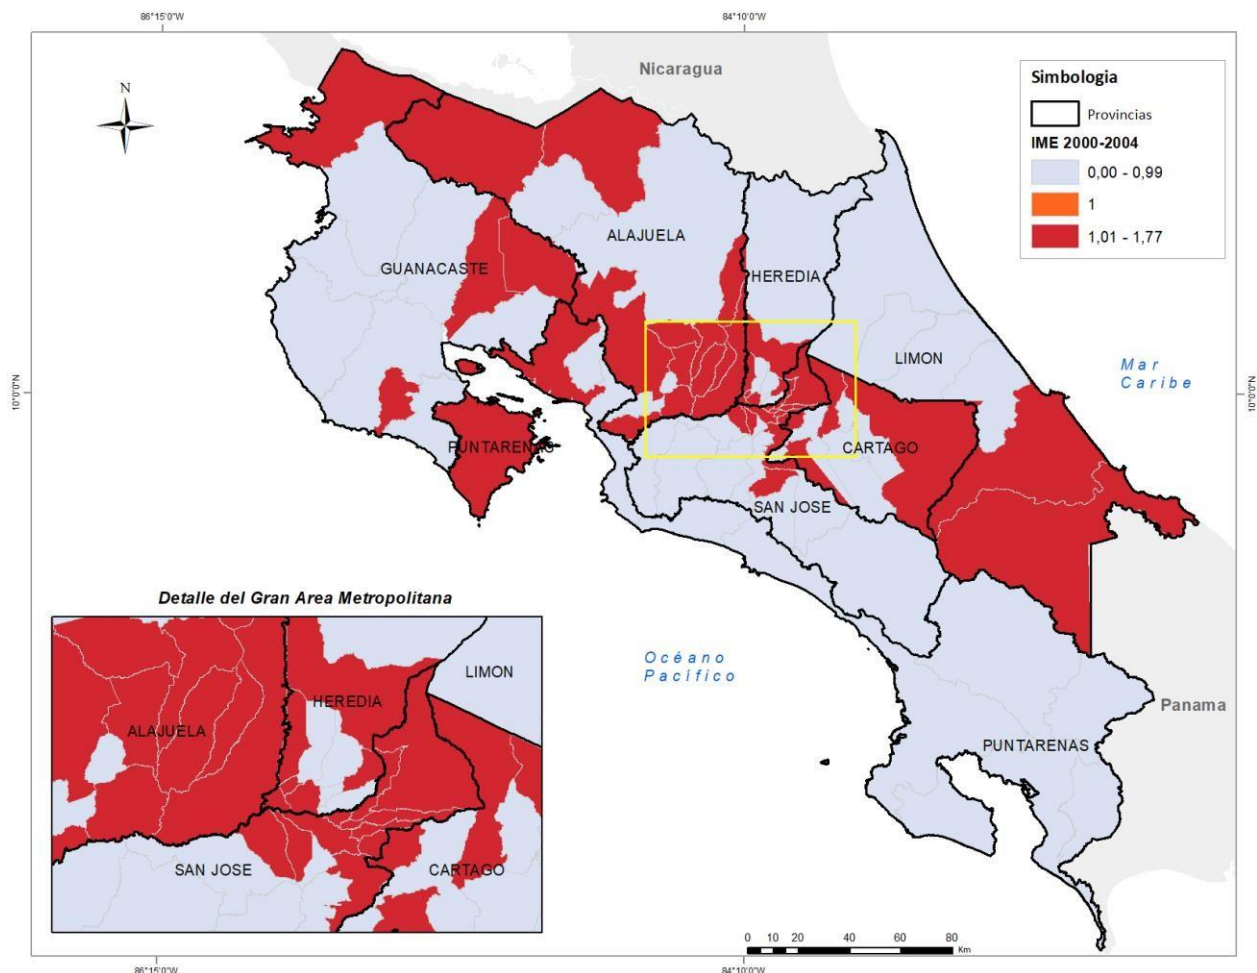 86°15'0"W
84°10'0"W
Nicaragua
N
Simbologia
Provincias
IME 2000-2004
0,00 - 0,99
1
1,01 - 1,77
ALAJUELA
GUANACASTE
HEREDIA
LIMON
Mar
Caribe
10°0'0"N
10°0'0"N
PUNTARENAS
CARTAGO
SAN JOSE
Detalle del Gran Area Metropolitana
Océano
Pacífico
LIMON
HEREDIA
ALAJUELA
SAN JOSE
CARTAGO
Panama
PUNTARENAS
0 10 20 40 60 80
Km
86°15'0"W
84°10'0"W